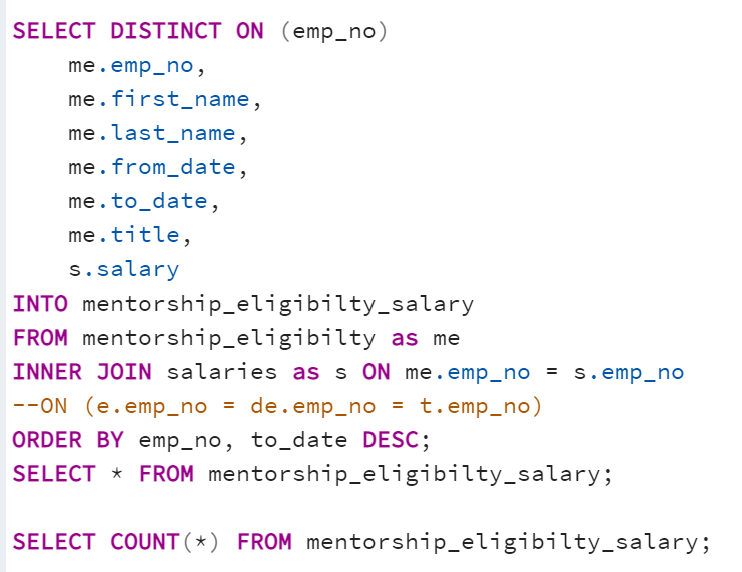 SELECT DISTINCT ON (emp_no)
    me.emp_no,
    me.first_name,
    me.last_name,
    me.from_date,
    me.to_date,
    me.title,
    s.salary
INTO mentorship_eligibilty_salary
FROM mentorship_eligibilty as me
INNER JOIN salaries as s ON me.emp_no = s.emp_no
--ON (e.emp_no = de.emp_no = t.emp_no)
ORDER BY emp_no, to_date DESC;
SELECT * FROM mentorship_eligibilty_salary;
SELECT COUNT(*) FROM mentorship_eligibilty_salary;